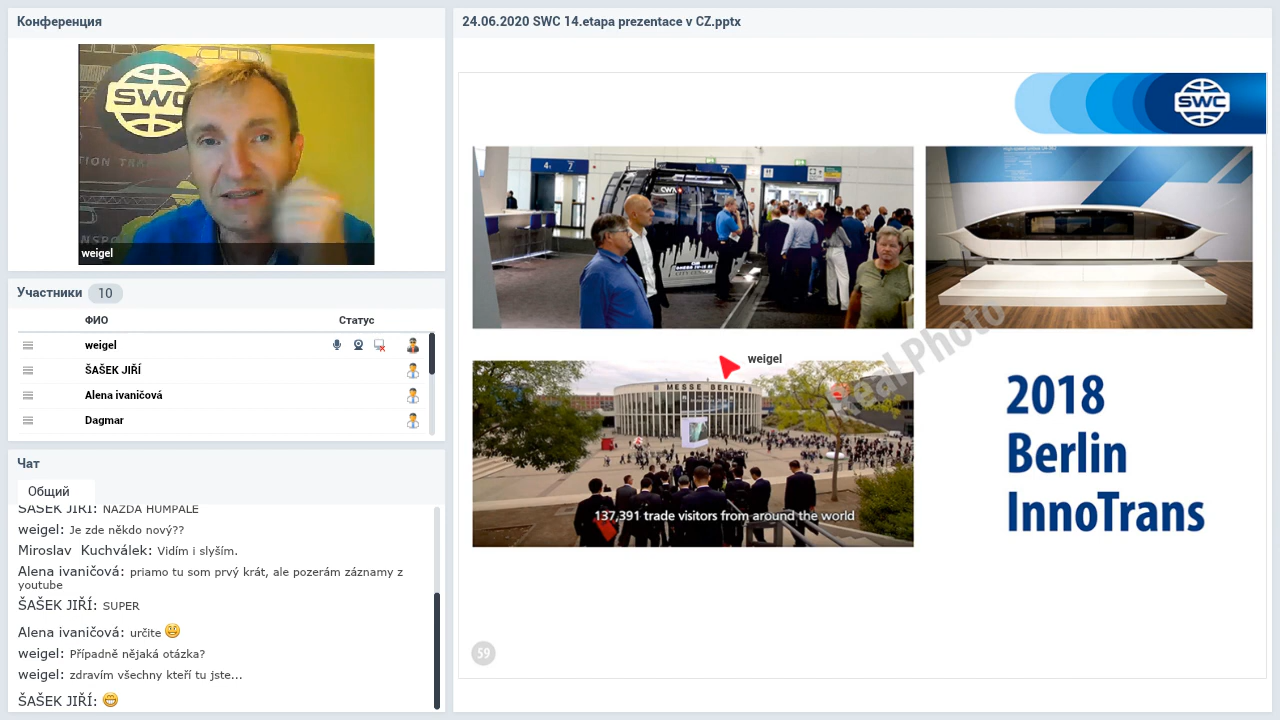 Конференция
SWC
weigel
Участники 10
ФИО Статус
weigel
ŠAŠEK JIŘÍ
Alena ivaničová
Dagmar
Чат
Общий
ŠAŠEK JIŘÍ: NAZDA HUMPÁLE
weigel: Je zde někdo nový??
Miroslav Kuchválek: Vidím i slyším.
Alena ivaničová: priamo tu som prvý krát, ale pozerám záznamy z
youtube
ŠAŠEK JIŘÍ: SUPER
Alena ivaničová: určite
weigel: Případně nějaká otázka?
weigel: zdravím všechny kteří tu jste...
ŠAŠEK JIŘÍ:
24.06.2020 SWC 14.etapa prezentace v CZ.pptx
SWC
7
CWA
Real Photo
weigel
MESSE BERLIN
137,391 trade visitors from around the world
2018
Berlin
InnoTrans
59